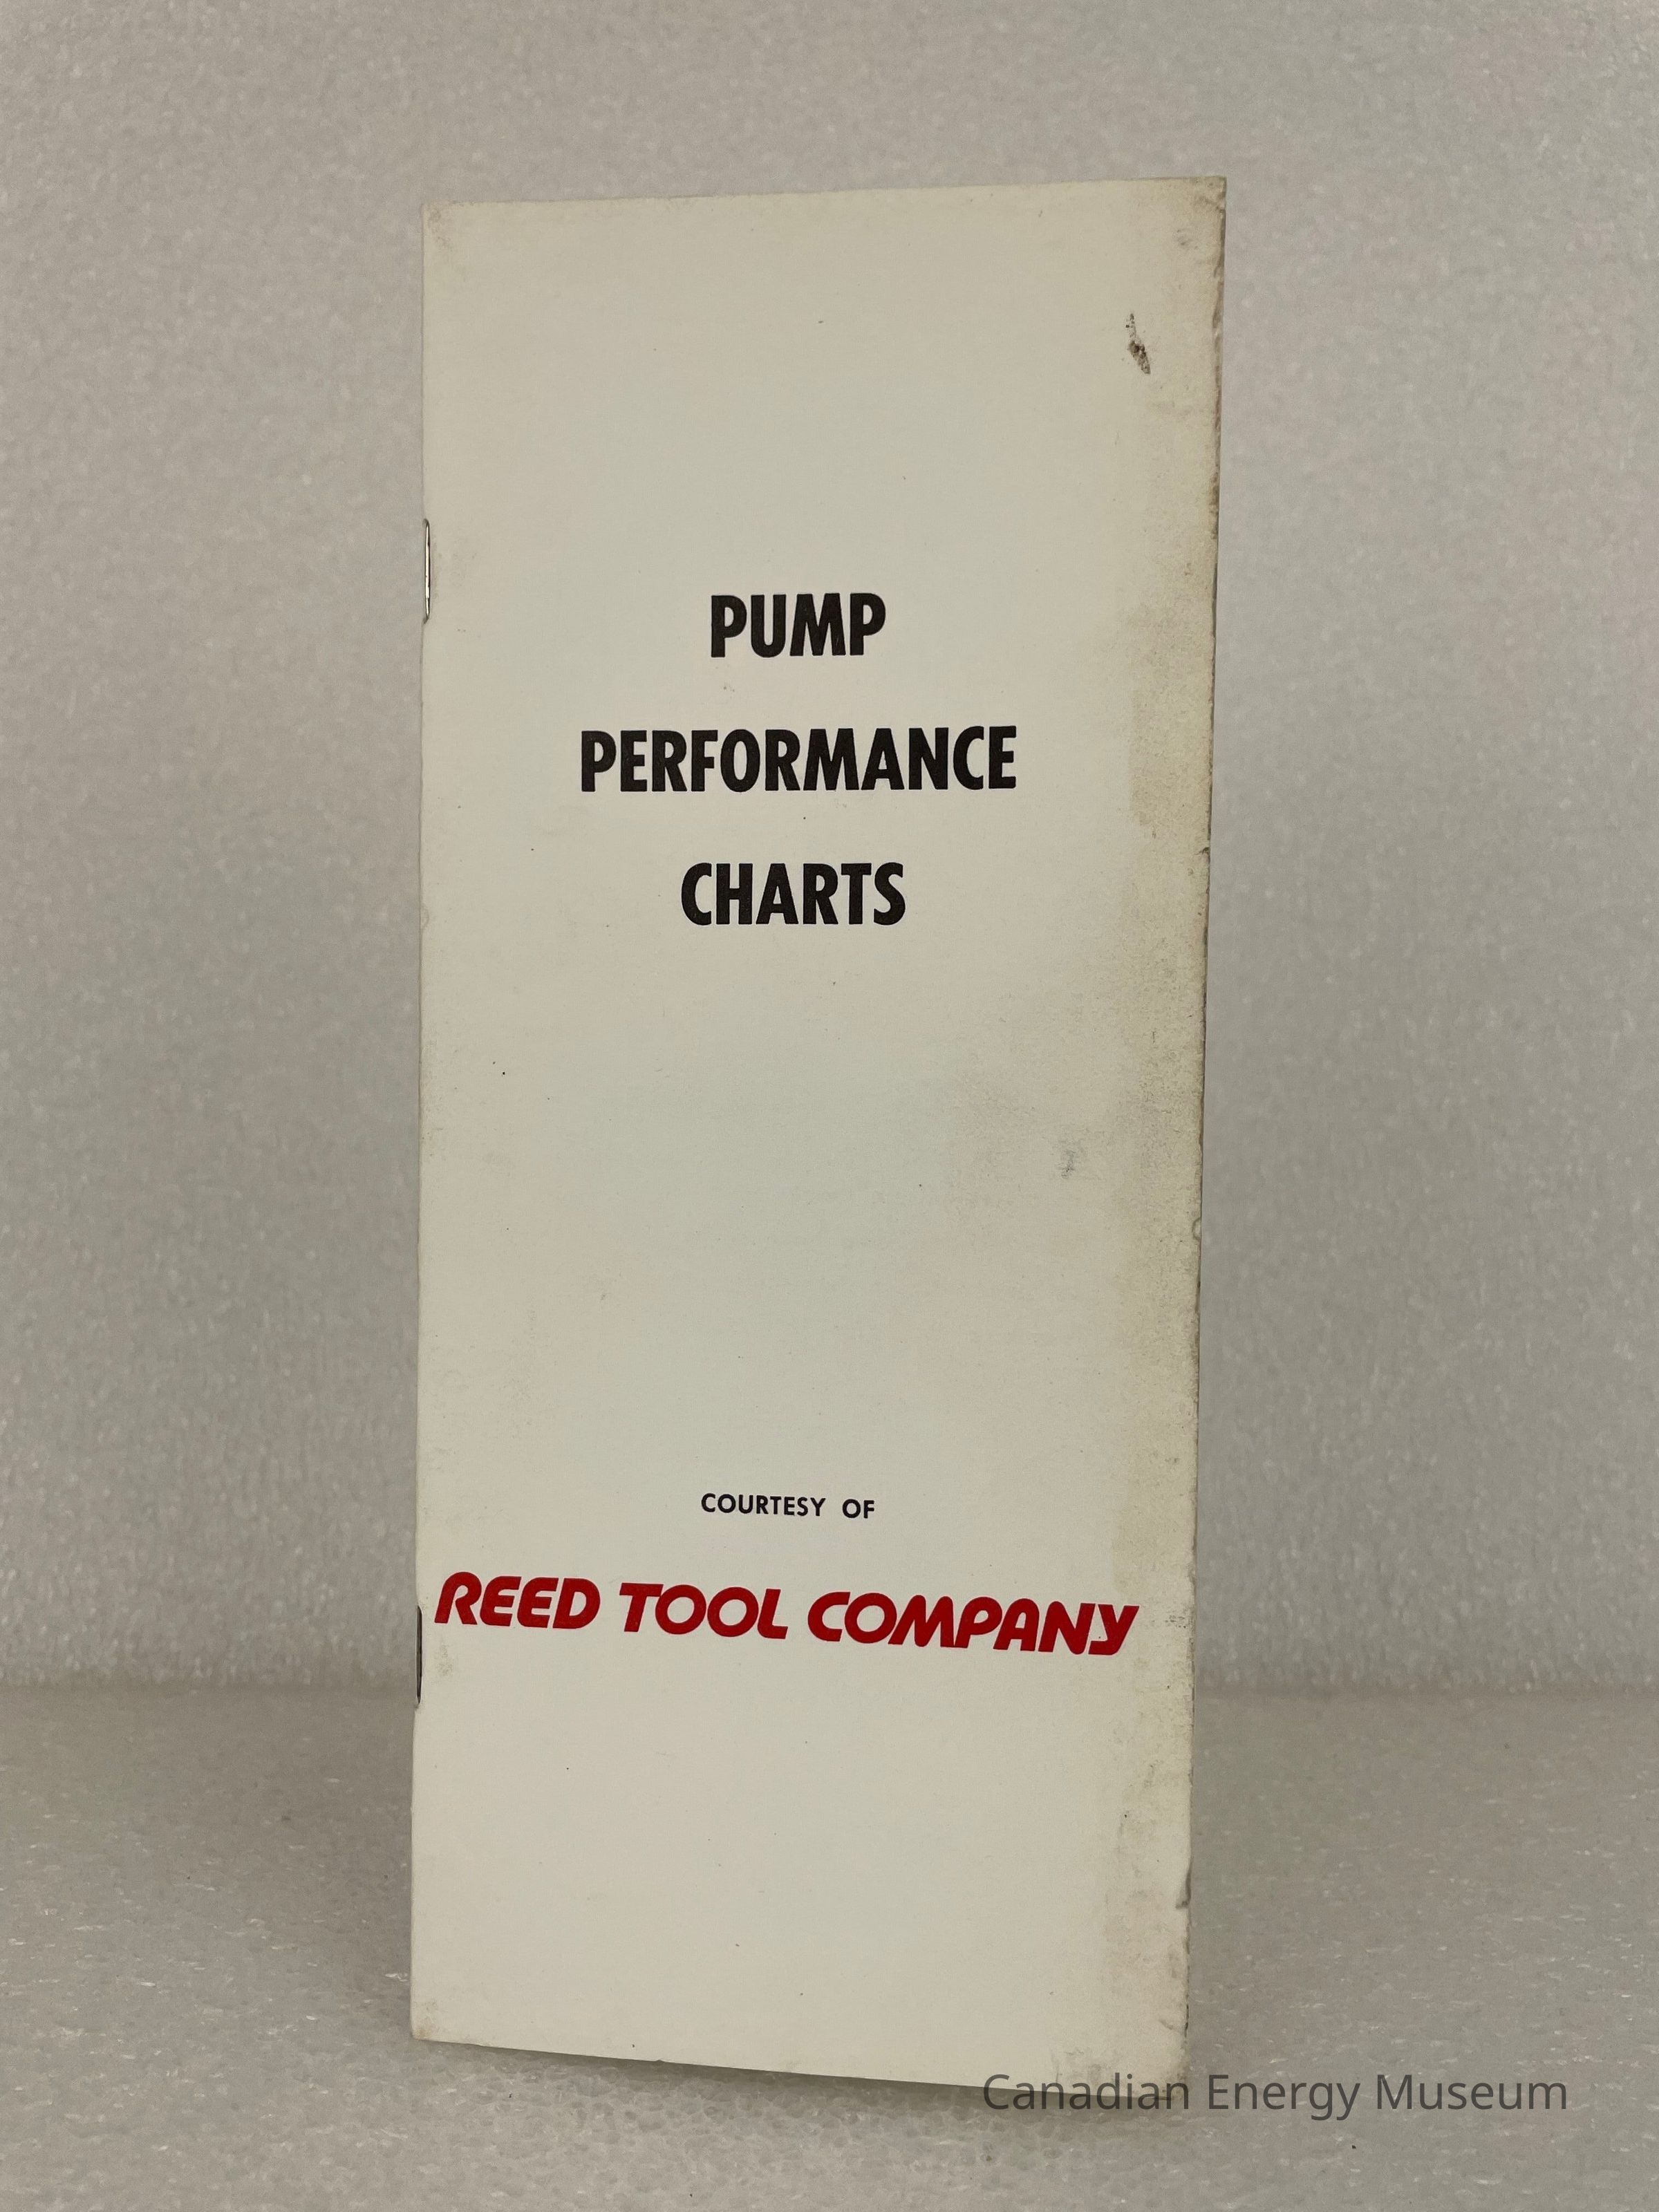 PUMP
PERFORMANCE
CHARTS
COURTESY OF
REED TOOL COMPANY
Canadian Energy Museum